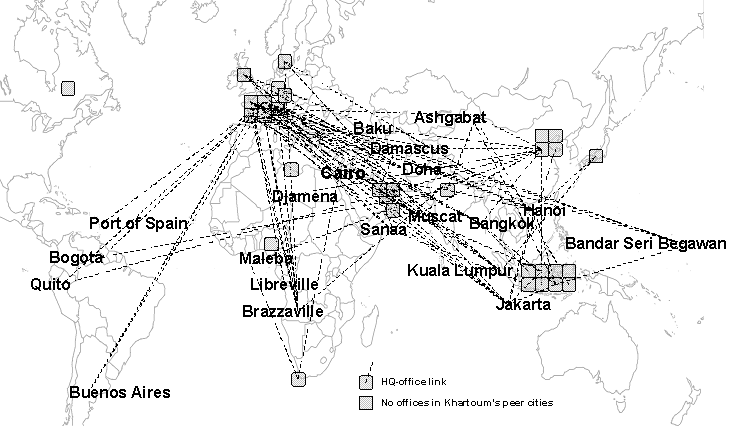 Ashgabat
Baku
Damascus
Doha
Cairo
Djamena
Hanoi
Muscat
Bangkok
Port of Spain
Sanaa
Bandar Seri Begawan
Bogota
Maleba
Kuala Lumpur
Quito
Libreville
Jakarta
Brazzaville
Buenos Aires
HQ-office link
No offices in Khartoum's peer cities